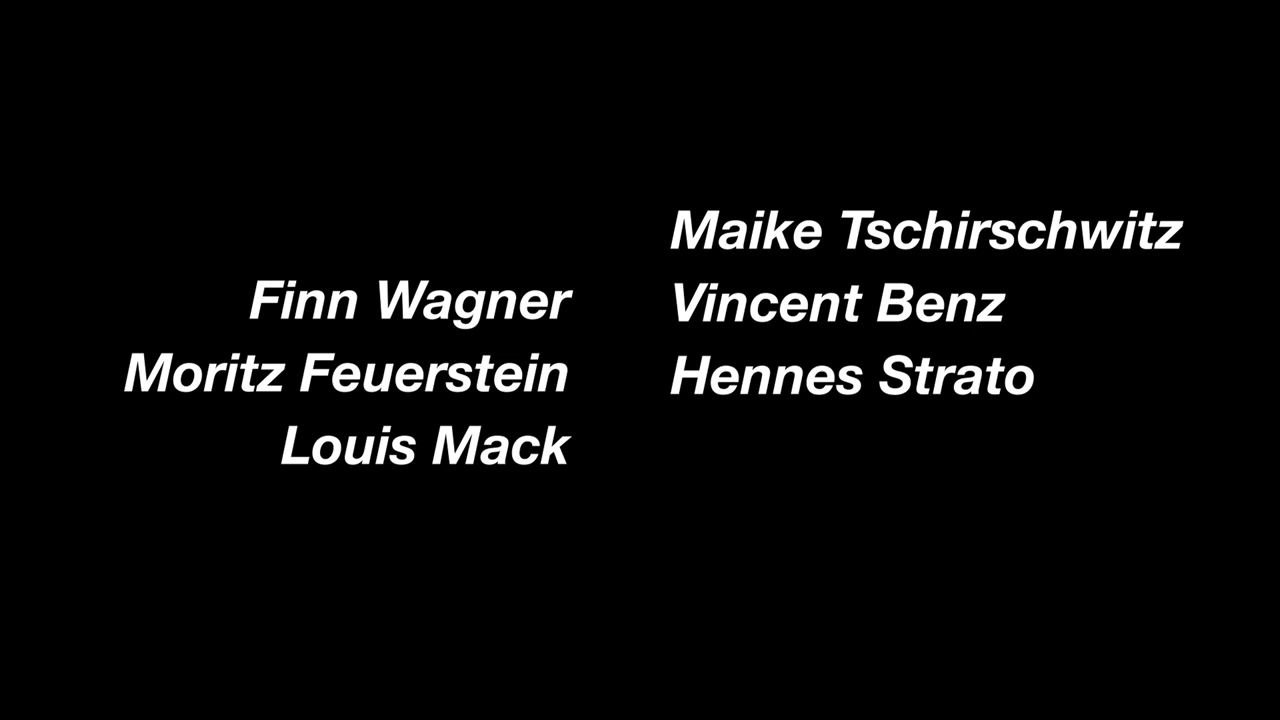 Finn Wagner
Moritz Feuerstein
Louis Mack
Maike Tschirschwitz
Vincent Benz
Hennes Strato